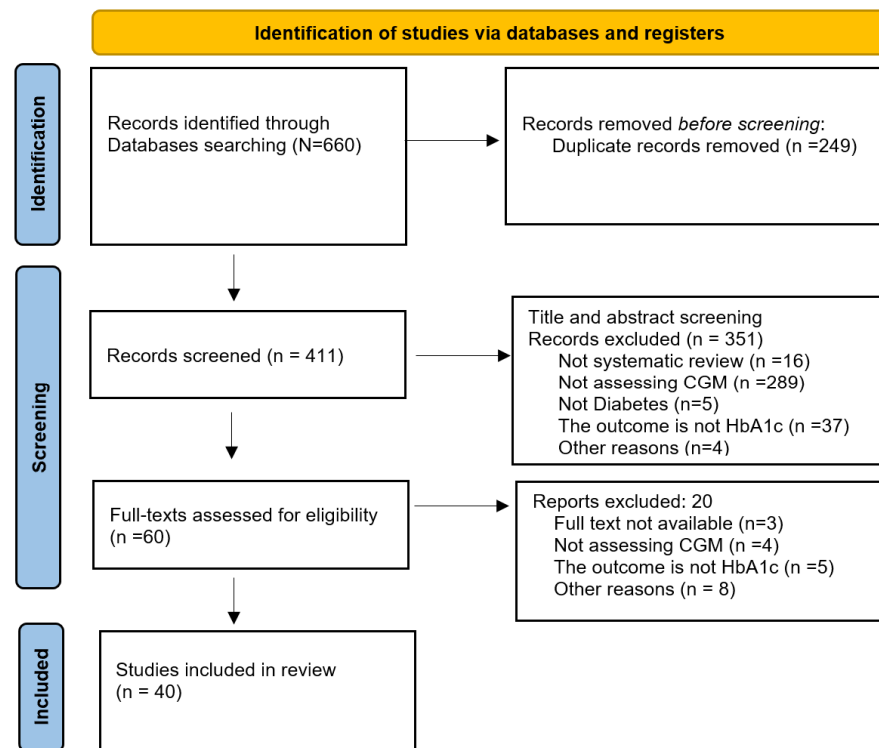 Identification of studies via databases and registers
Identification
Records identified through
Databases searching (N=660)
Records removed before screening:
Duplicate records removed (n =249)
Screening
Records screened (n = 411)
Title and abstract screening
Records excluded (n = 351)
Not systematic review (n =16)
Not assessing CGM (n =289)
Not Diabetes (n=5)
The outcome is not HbA1c (n =37)
Other reasons (n=4)
Full-texts assessed for eligibility
(n =60)
Reports excluded: 20
Full text not available (n=3)
Not assessing CGM (n =4)
The outcome is not HbA1c (n =5)
Other reasons (n = 8)
Included
Studies included in review
(n = 40)